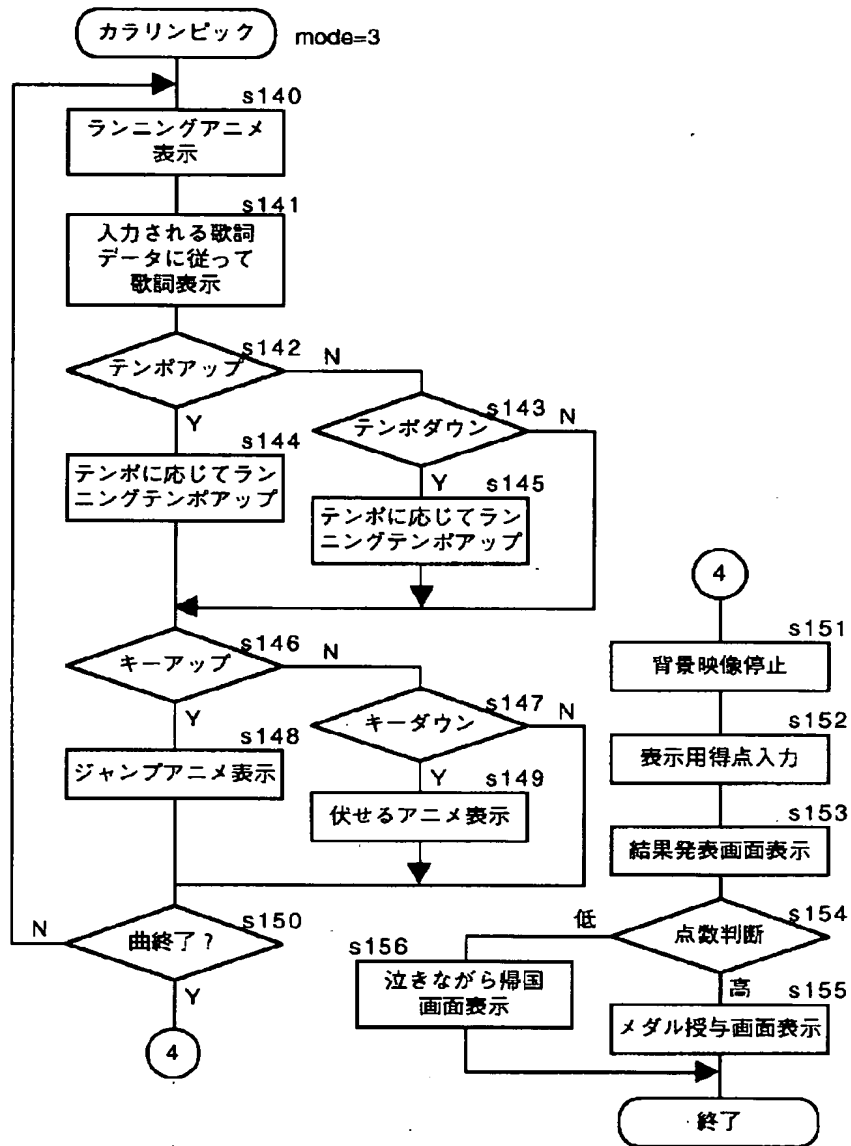 カラリンピック
mode=3
s140
ランニングアニメ
表示
s141
入力される歌詞
データに従って
歌詞表示
s142
テンポアップ
N
Y
s143
テンポダウン
N
Y
s144
テンポに応じてラン
ニングテンポアップ
s145
テンポに応じてラン
ニングテンポアップ
s146
キーアップ
N
Y
s147
キーダウン
N
Y
s148
ジャンプアニメ表示
s149
伏せるアニメ表示
s150
曲終了？
N
Y
4
4
s151
背景映像停止
s152
表示用得点入力
s153
結果発表画面表示
s154
点数判断
低
高
s156
泣きながら帰国
画面表示
s155
メダル授与画面表示
終了